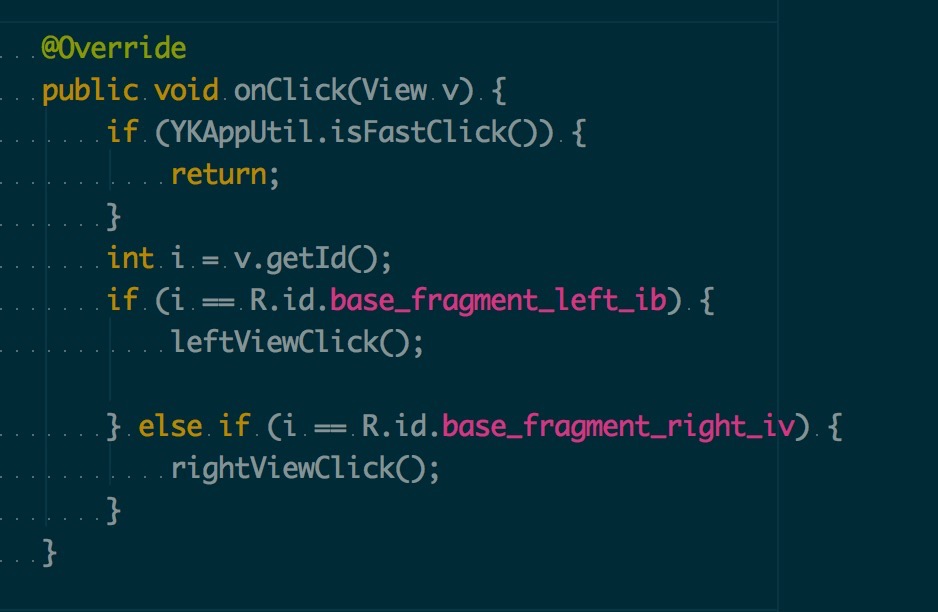 @Override
public void onClick(View v) {
if (YKAppUtil.isFastClick()) {
return;
}
int i = v.getId();
if (i == R.id.base_fragment_left_ib) {
leftViewClick();
} else if (i == R.id.base_fragment_right_iv) {
rightViewClick();
}
}